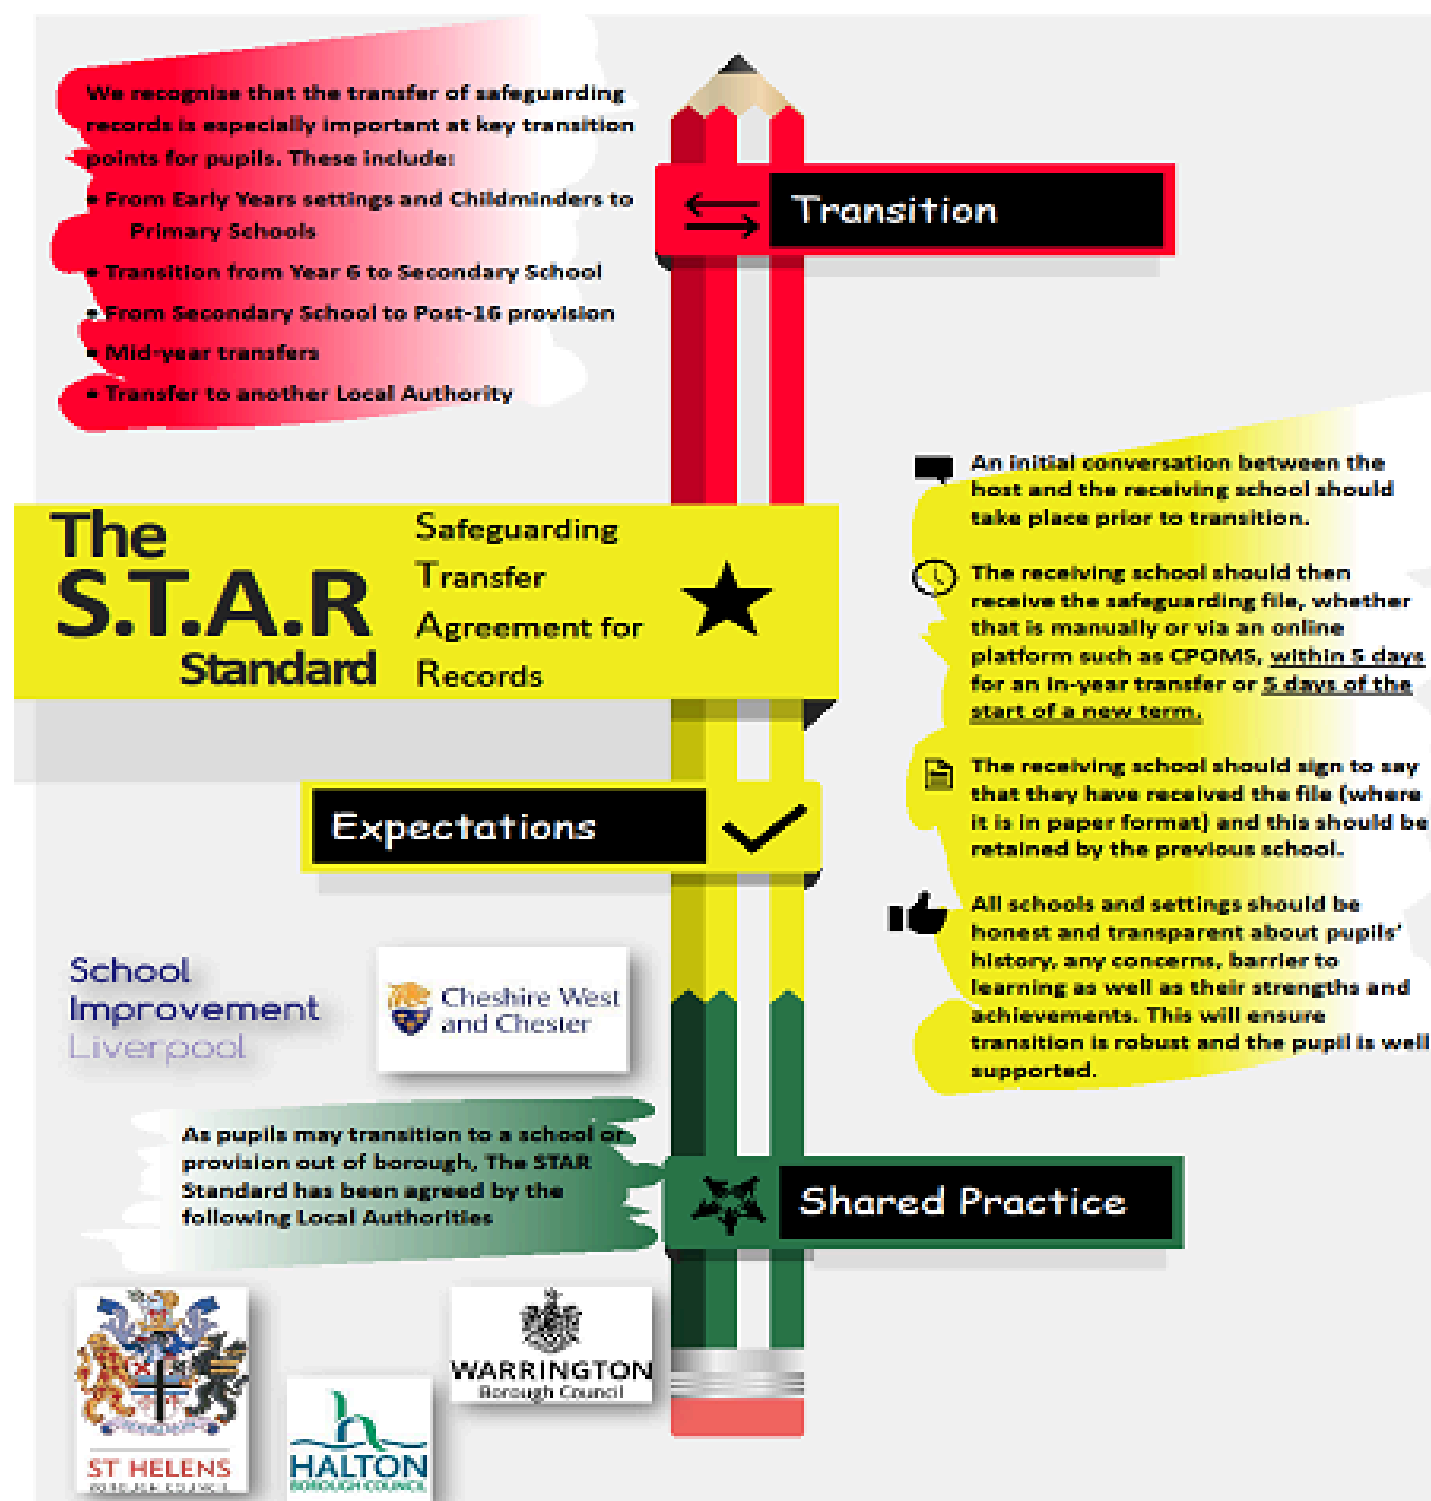 We recognise that the transfer of safeguarding
records is especially important at key transition
points for pupils. These include:
• From Early Years settings and Childminders to
Primary Schools
• Transition from Year 6 to Secondary School
• From Secondary School to Post-16 provision
• Mid-year transfers
• Transfer to another Local Authority
Transition
The
S.T.A.R
Standard
Safeguarding
Transfer
Agreement for
Records
An initial conversation between the
host and the receiving school should
take place prior to transition.
The receiving school should then
receive the safeguarding file, whether
that is manually or via an online
platform such as CPOMS, within 5 days
for an in-year transfer or 5 days of the
start of a new term.
The receiving school should sign to say
that they have received the file (where
it is in paper format) and this should be
retained by the previous school.
All schools and settings should be
honest and transparent about pupils'
history, any concerns, barrier to
learning as well as their strengths and
achievements. This will ensure
transition is robust and the pupil is well
supported.
Expectations
School
Improvement
Liverpool
Cheshire West
and Chester
As pupils may transition to a school or
provision out of borough, The STAR
Standard has been agreed by the
following Local Authorities
Shared Practice
ST HELENS
BOROUGH COUNCIL
HALTON
BOROUGH COUNCIL
WARRINGTON
Borough Council